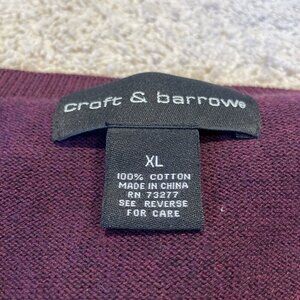 croft & barrow®
XL
100% COTTON
MADE IN CHINA
RN 73277
SEE REVERSE
FOR CARE